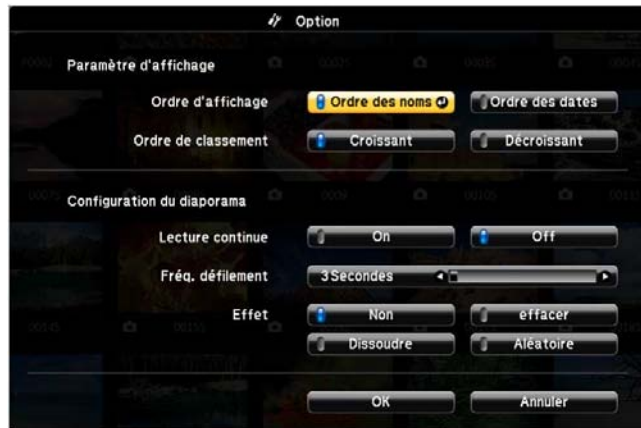 Option
Paramètre d'affichage
Ordre d'affichage Ordre des noms Ordre des dates
Ordre de classement Croissant Décroissant
Configuration du diaporama
Lecture continue On Off
Fréq. défilement 3Secondes
Effet Non effacer
Dissoudre Aléatoire
OK Annuler